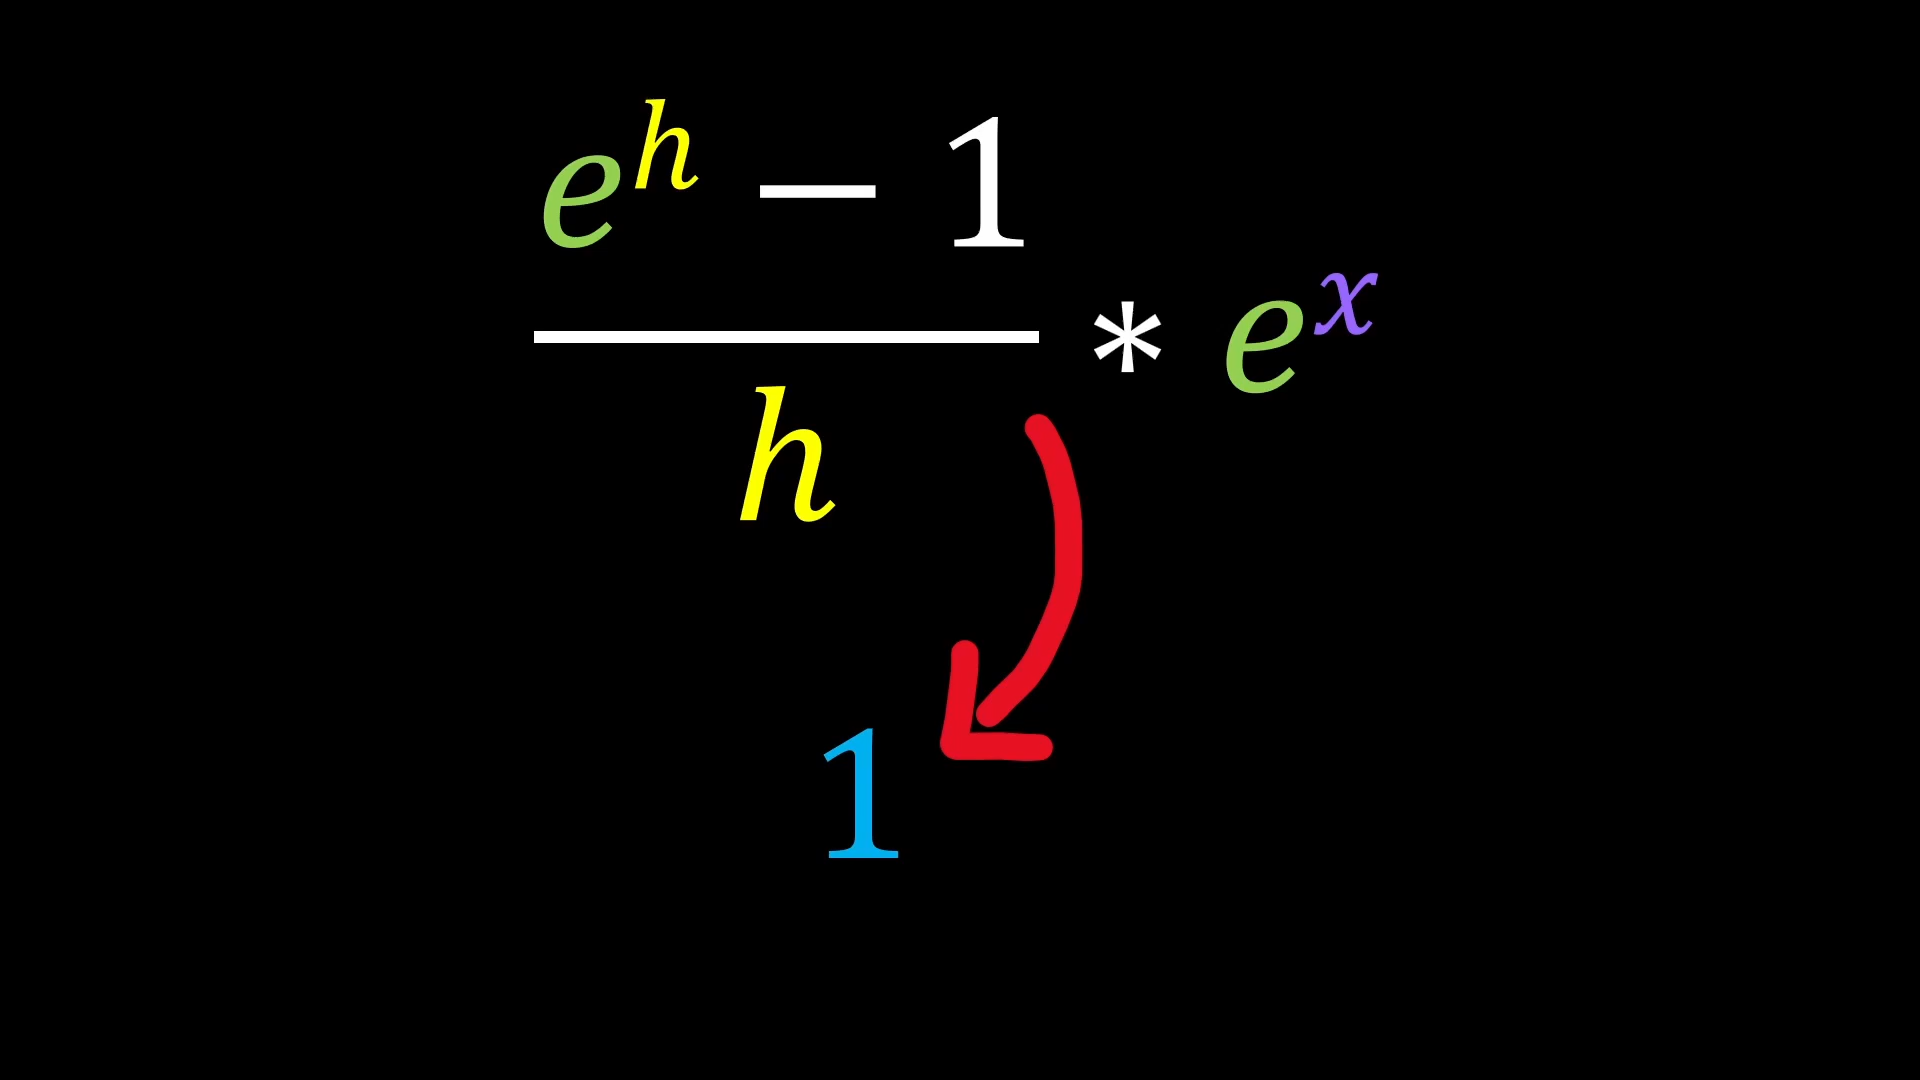 e^h − 1
/ h * e^x
1